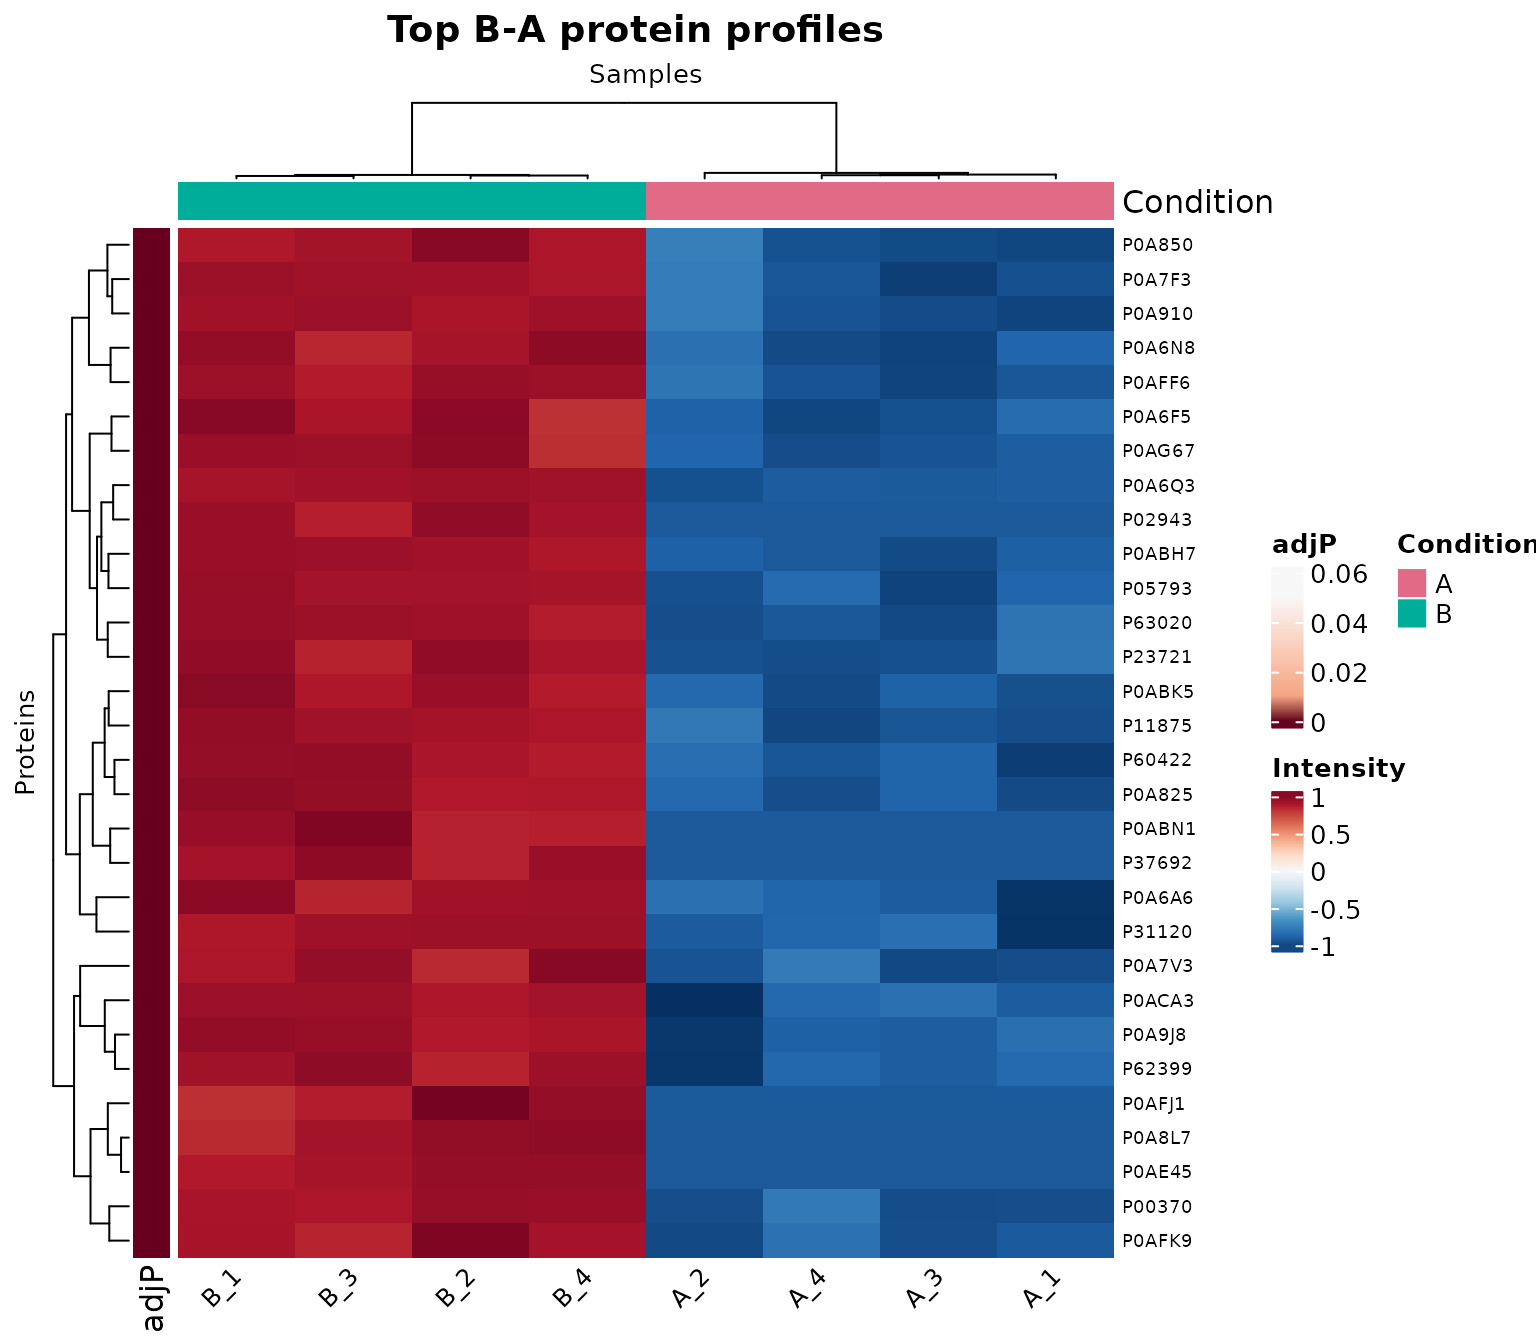 Top B-A protein profiles
Samples
Condition
P0A850
P0A7F3
P0A910
P0A6N8
P0AFF6
P0A6F5
P0AG67
P0A6Q3
P02943
P0ABH7
P05793
P63020
P23721
P0ABK5
P11875
P60422
P0A825
P0ABN1
P37692
P0A6A6
P31120
P0A7V3
P0ACA3
P0A9J8
P62399
P0AFJ1
P0A8L7
P0AE45
P00370
P0AFK9
Proteins
adjP
B_1
B_3
B_2
B_4
A_2
A_4
A_3
A_1
adjP
0.06
0.04
0.02
0
Condition
A
B
Intensity
1
0.5
0
-0.5
-1